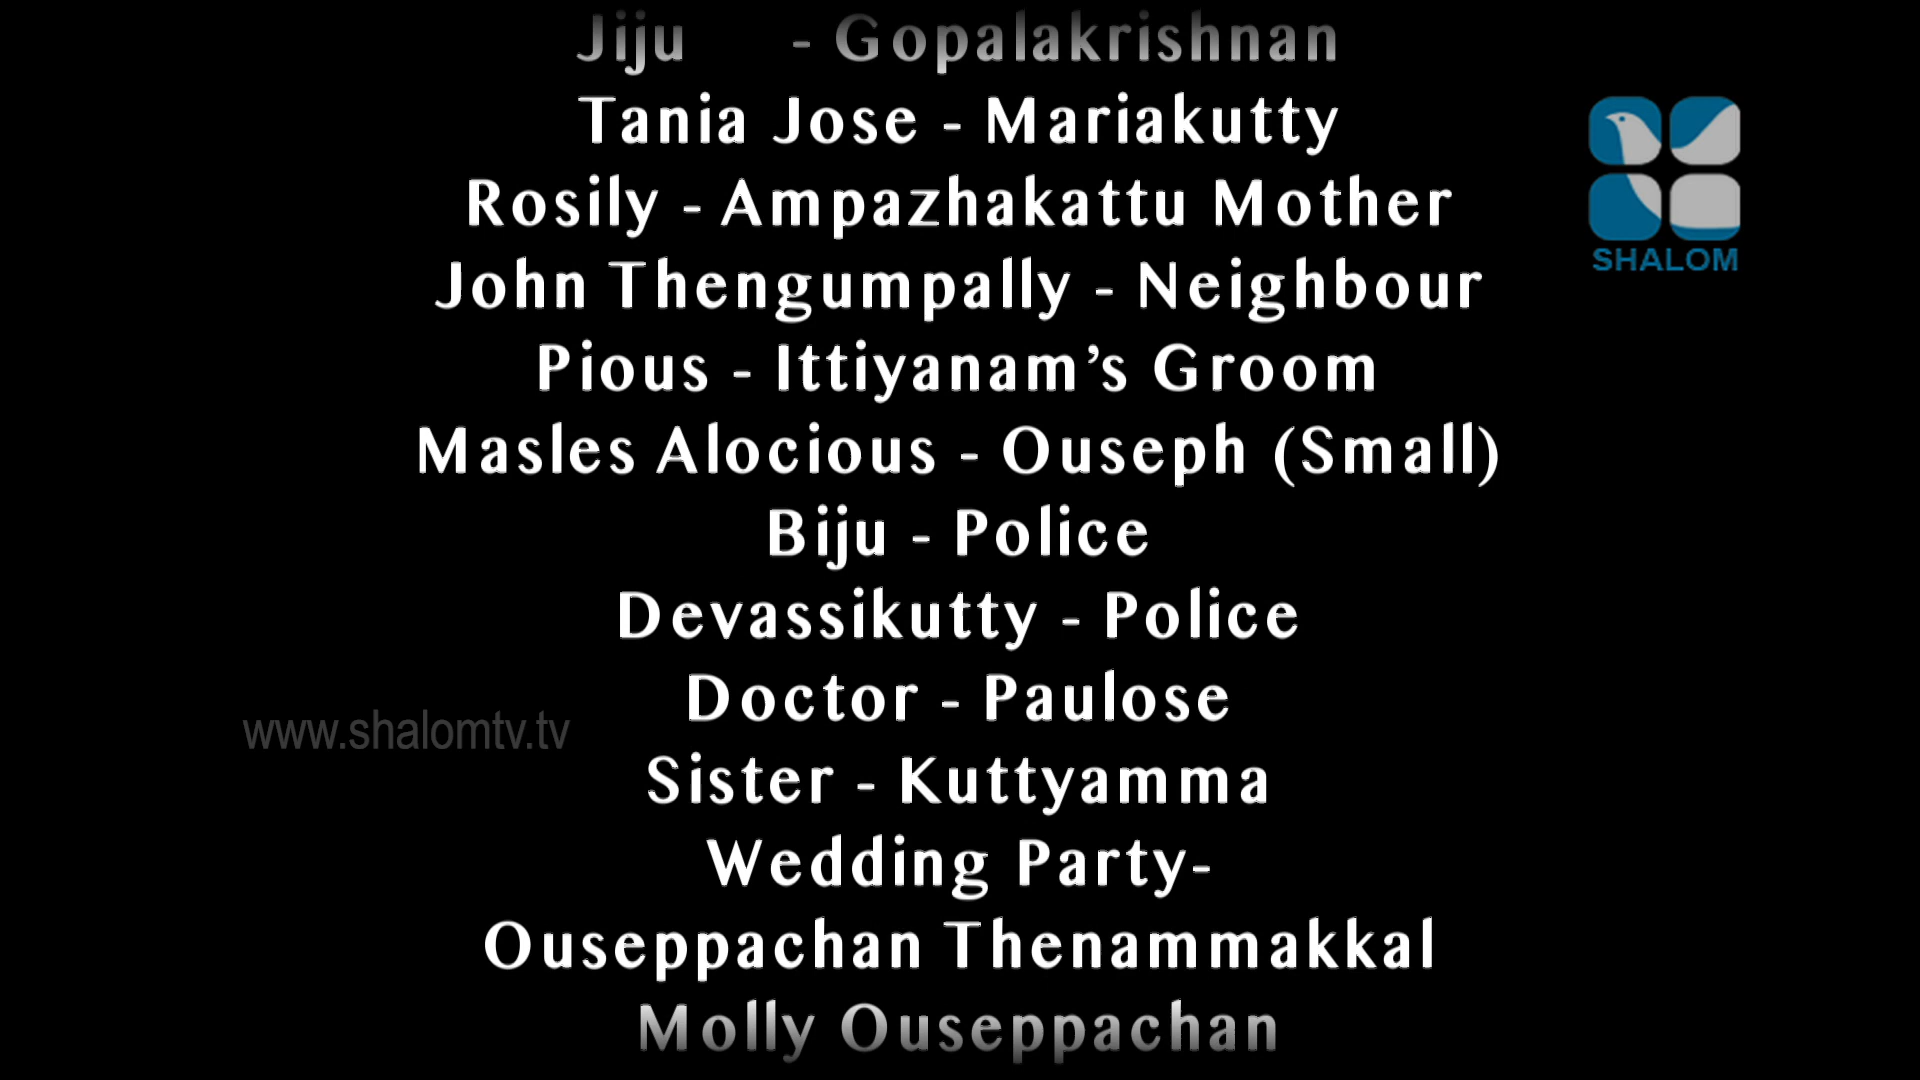 Jiju - Gopalakrishnan
Tania Jose - Mariakutty
Rosily - Ampazhakattu Mother
John Thengumpally - Neighbour
Pious - Ittiyanam’s Groom
Masles Alocious - Ouseph (Small)
Biju - Police
Devassikutty - Police
Doctor - Paulose
Sister - Kuttyamma
Wedding Party-
Ouseppachan Thenammakkal
Molly Ouseppachan
SHALOM
www.shalomtv.tv